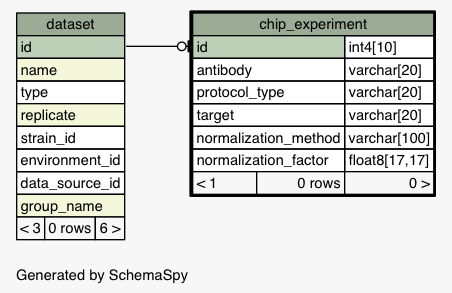 dataset
id
name
type
replicate
strain_id
environment_id
data_source_id
group_name
< 3 0 rows 6 >
chip_experiment
id int4[10]
antibody varchar[20]
protocol_type varchar[20]
target varchar[20]
normalization_method varchar[100]
normalization_factor float8[17,17]
< 1 0 rows 0 >
Generated by SchemaSpy